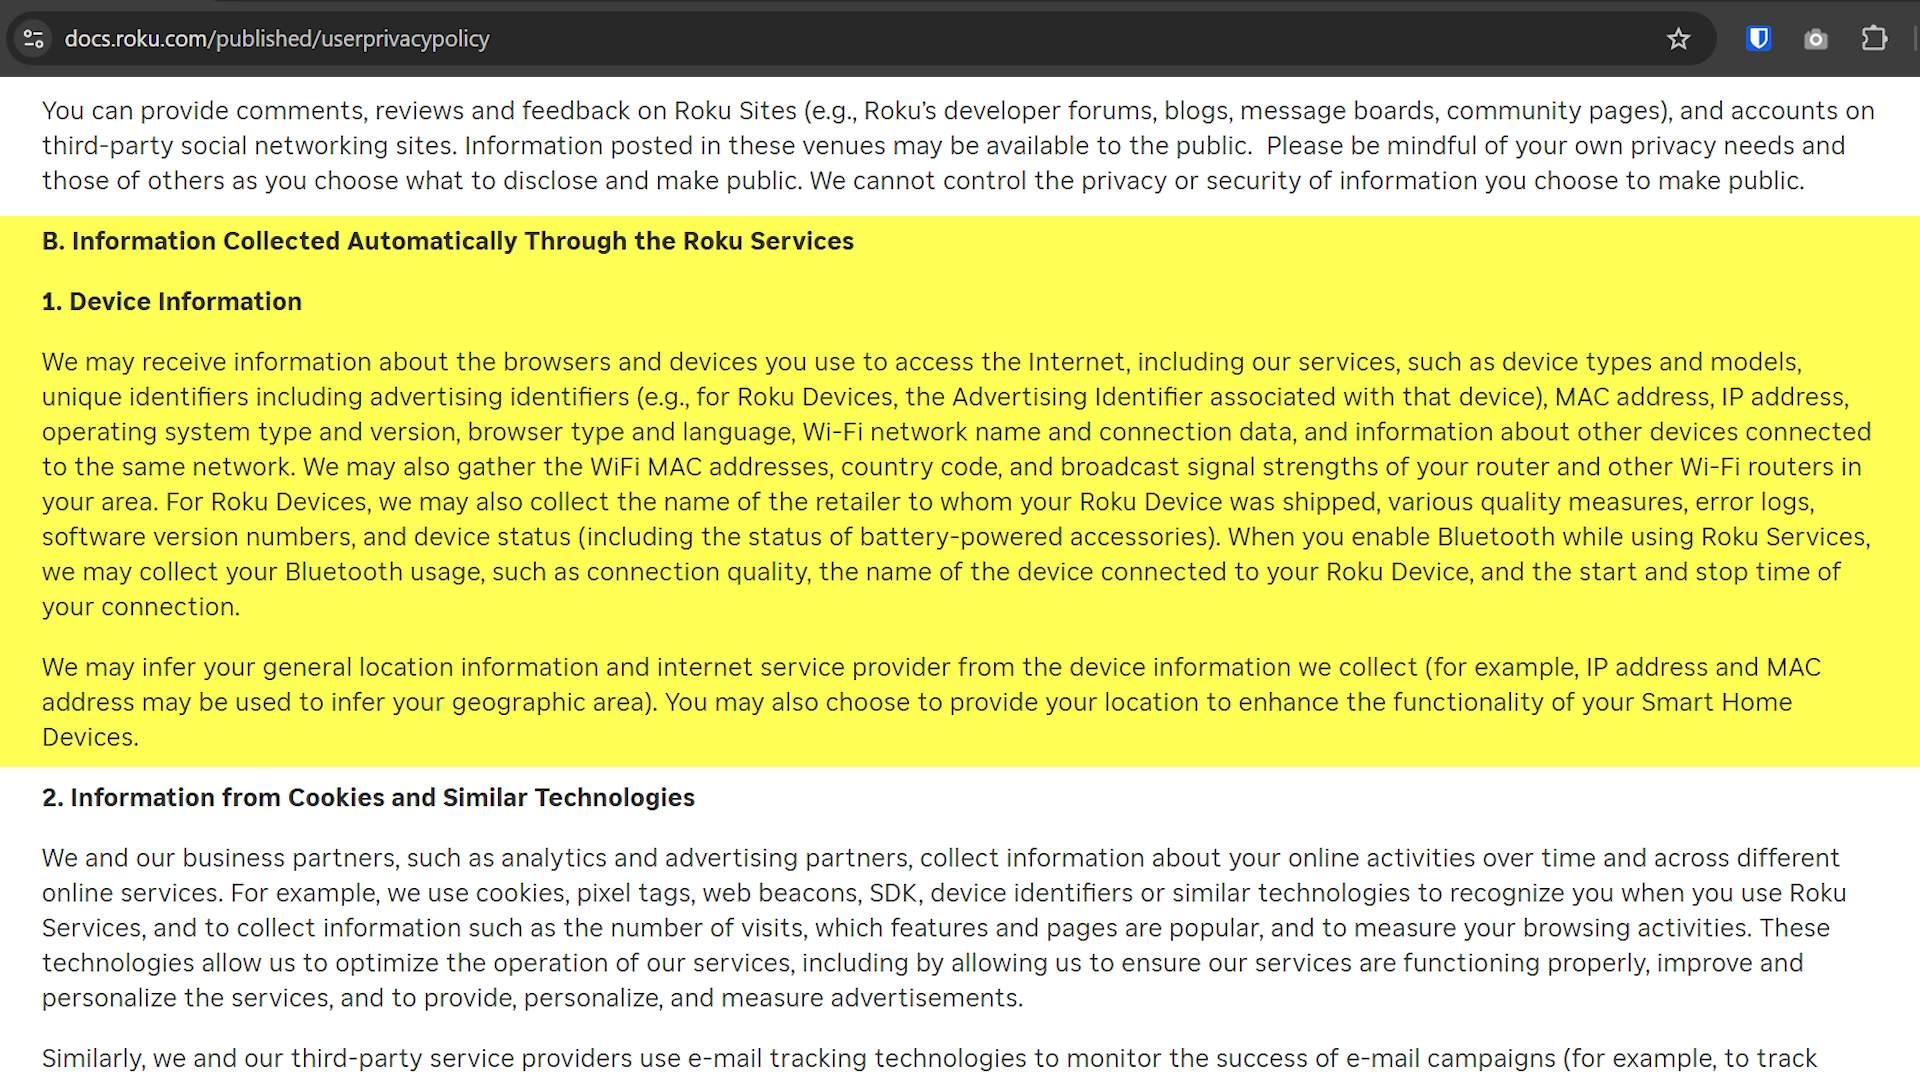 docs.roku.com/published/userprivacypolicy
You can provide comments, reviews and feedback on Roku Sites (e.g., Roku’s developer forums, blogs, message boards, community pages), and accounts on
third-party social networking sites. Information posted in these venues may be available to the public.  Please be mindful of your own privacy needs and
those of others as you choose what to disclose and make public. We cannot control the privacy or security of information you choose to make public.
B. Information Collected Automatically Through the Roku Services
1. Device Information
We may receive information about the browsers and devices you use to access the Internet, including our services, such as device types and models,
unique identifiers including advertising identifiers (e.g., for Roku Devices, the Advertising Identifier associated with that device), MAC address, IP address,
operating system type and version, browser type and language, Wi-Fi network name and connection data, and information about other devices connected
to the same network. We may also gather the WiFi MAC addresses, country code, and broadcast signal strengths of your router and other Wi-Fi routers in
your area. For Roku Devices, we may also collect the name of the retailer to whom your Roku Device was shipped, various quality measures, error logs,
software version numbers, and device status (including the status of battery-powered accessories). When you enable Bluetooth while using Roku Services,
we may collect your Bluetooth usage, such as connection quality, the name of the device connected to your Roku Device, and the start and stop time of
your connection.
We may infer your general location information and internet service provider from the device information we collect (for example, IP address and MAC
address may be used to infer your geographic area). You may also choose to provide your location to enhance the functionality of your Smart Home
Devices.
2. Information from Cookies and Similar Technologies
We and our business partners, such as analytics and advertising partners, collect information about your online activities over time and across different
online services. For example, we use cookies, pixel tags, web beacons, SDK, device identifiers or similar technologies to recognize you when you use Roku
Services, and to collect information such as the number of visits, which features and pages are popular, and to measure your browsing activities. These
technologies allow us to optimize the operation of our services, including by allowing us to ensure our services are functioning properly, improve and
personalize the services, and to provide, personalize, and measure advertisements.
Similarly, we and our third-party service providers use e-mail tracking technologies to monitor the success of e-mail campaigns (for example, to track